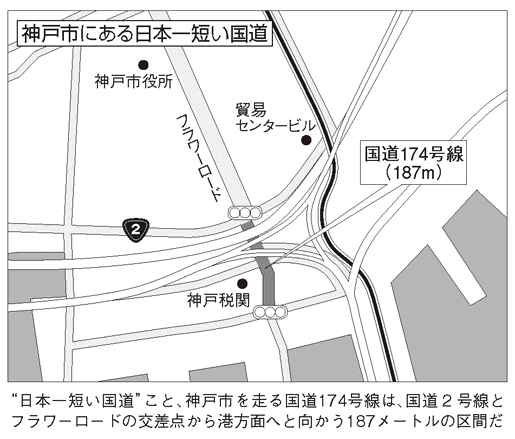 神戸市にある日本一短い国道
神戸市役所
フラワーロード
貿易
センタービル
国道174号線
(187m)
2
神戸税関
“日本一短い国道”こと、神戸市を走る国道174号線は、国道2号線と
フラワーロードの交差点から港方面へと向かう187メートルの区間だ